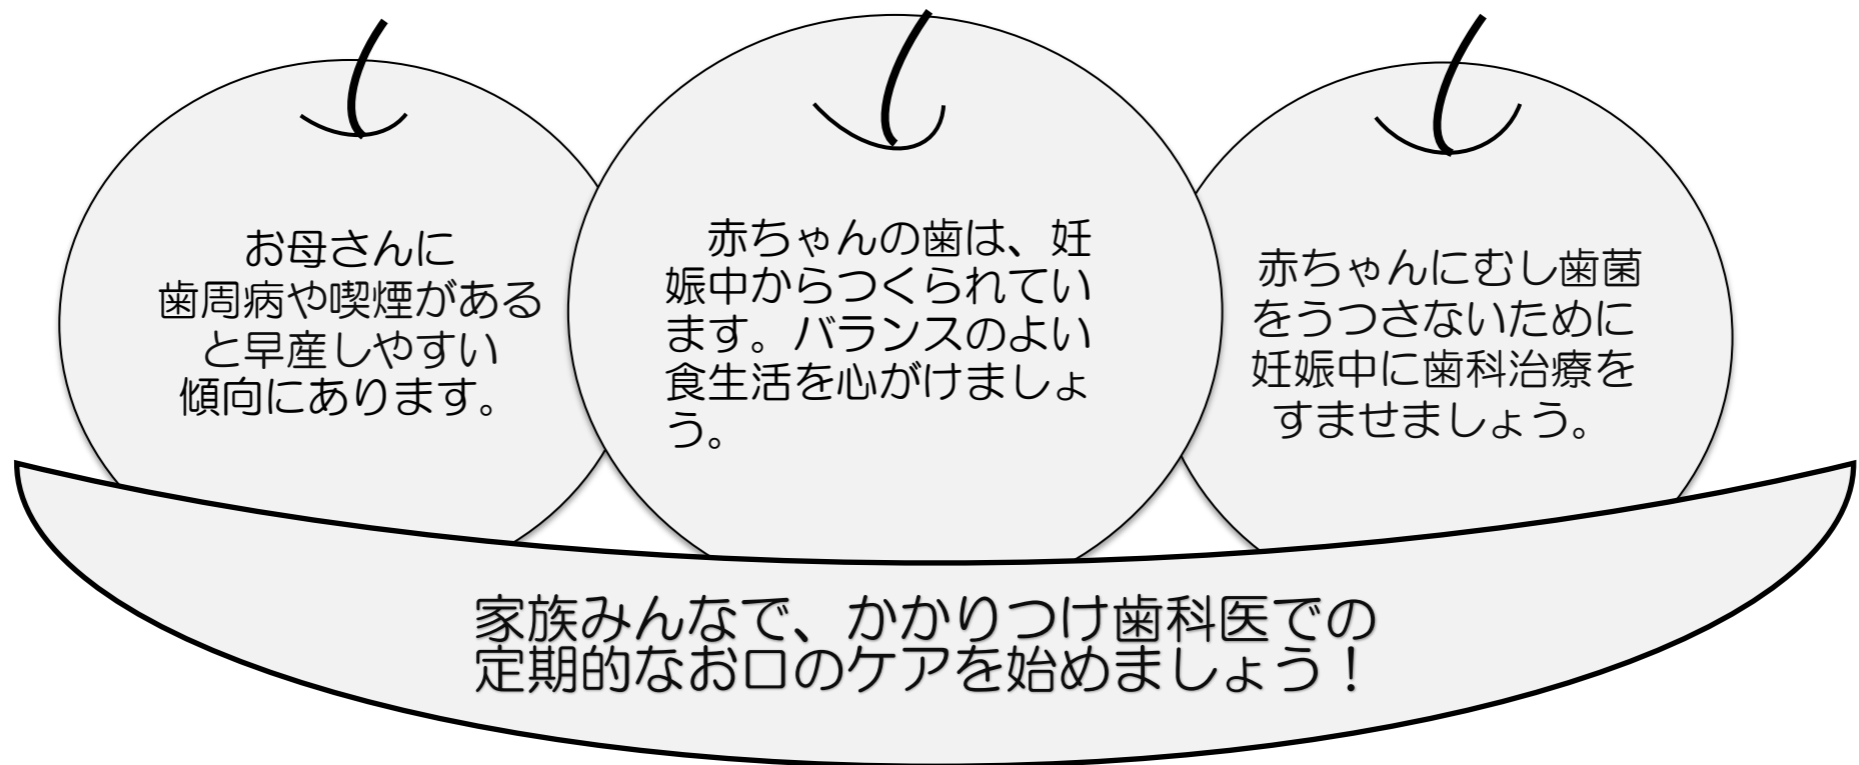 お母さんに
歯周病や喫煙がある
と早産しやすい
傾向にあります。
赤ちゃんの歯は、妊
娠中からつくられてい
ます。バランスのよい
食生活を心がけましょ
う。
赤ちゃんにむし歯菌
をうつさないために
妊娠中に歯科治療を
すませましょう。
家族みんなで、かかりつけ歯科医での
定期的なお口のケアを始めましょう！